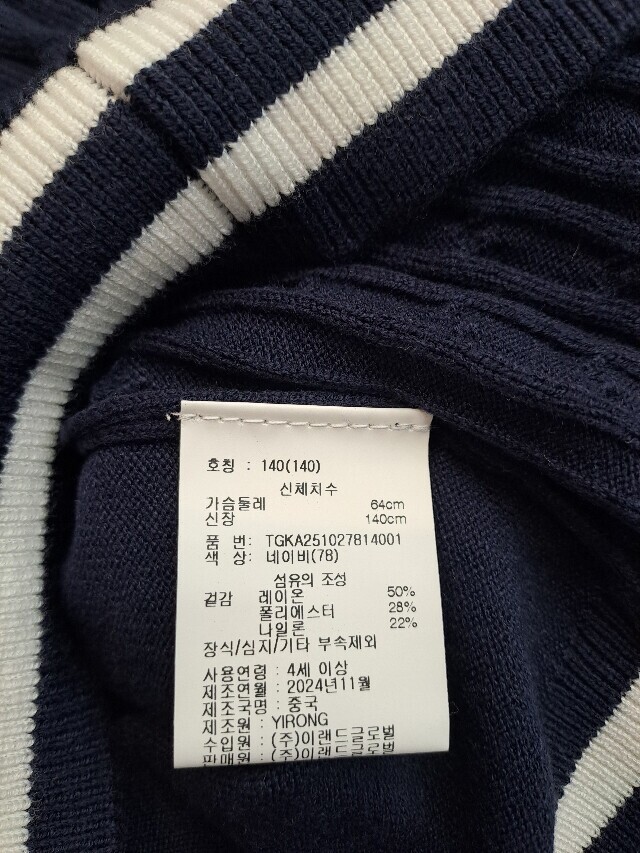 호칭 : 140(140)
신체치수
가슴둘레 64cm
신장 140cm
품 번: TGKA251027814001
색 상: 네이비(78)
섬유의 조성
겉감 레이온 50%
폴리에스터 28%
나일론 22%
장식/심지/기타 부속제외
사용연령 : 4세 이상
제조연월 : 2024년11월
제조국명 : 중국
제조원 : YIRONG
수입원 : (주)이랜드글로벌
판매원 : (주)이랜드글로벌